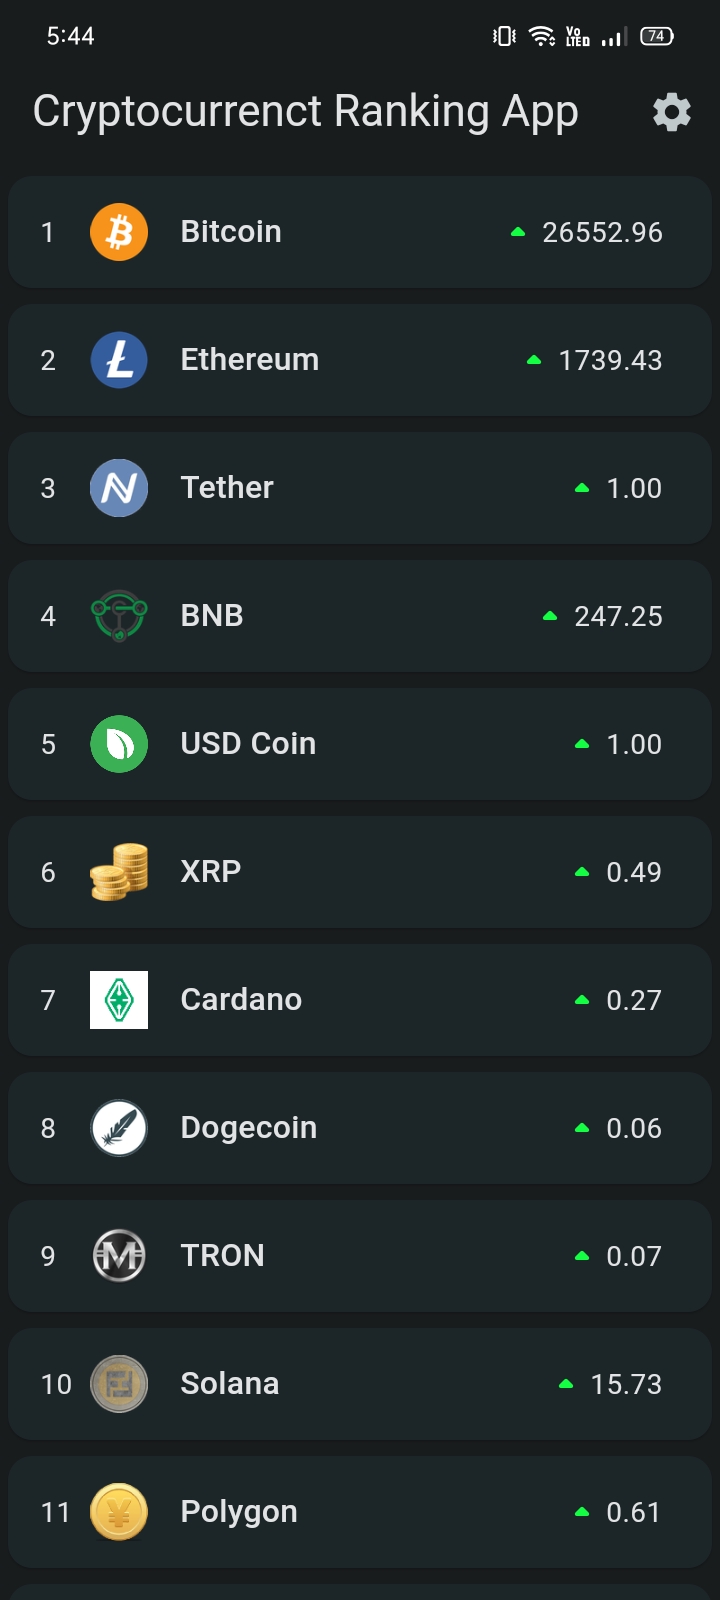 5:44 Vo LTED 74
Cryptocurrenct Ranking App
1 Bitcoin 26552.96
2 Ethereum 1739.43
3 Tether 1.00
4 BNB 247.25
5 USD Coin 1.00
6 XRP 0.49
7 Cardano 0.27
8 Dogecoin 0.06
9 TRON 0.07
10 Solana 15.73
11 Polygon 0.61